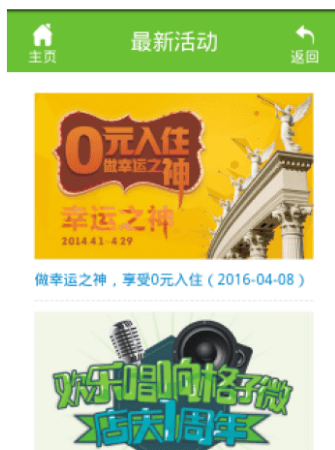 主页
最新活动
返回
0元入住
做幸运之神
幸运之神
2014 4.1-4.29
做幸运之神，享受0元入住（2016-04-08）
欢乐唱响格子微
店庆1周年